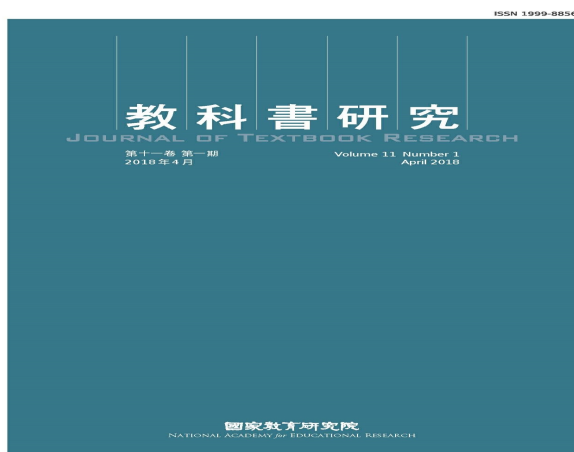 ISSN 1999-8856
教科書研究
JOURNAL OF TEXTBOOK RESEARCH
第十一卷 第一期 Volume 11 Number 1
2018年4月 April 2018
國家教育研究院
NATIONAL ACADEMY for EDUCATIONAL RESEARCH